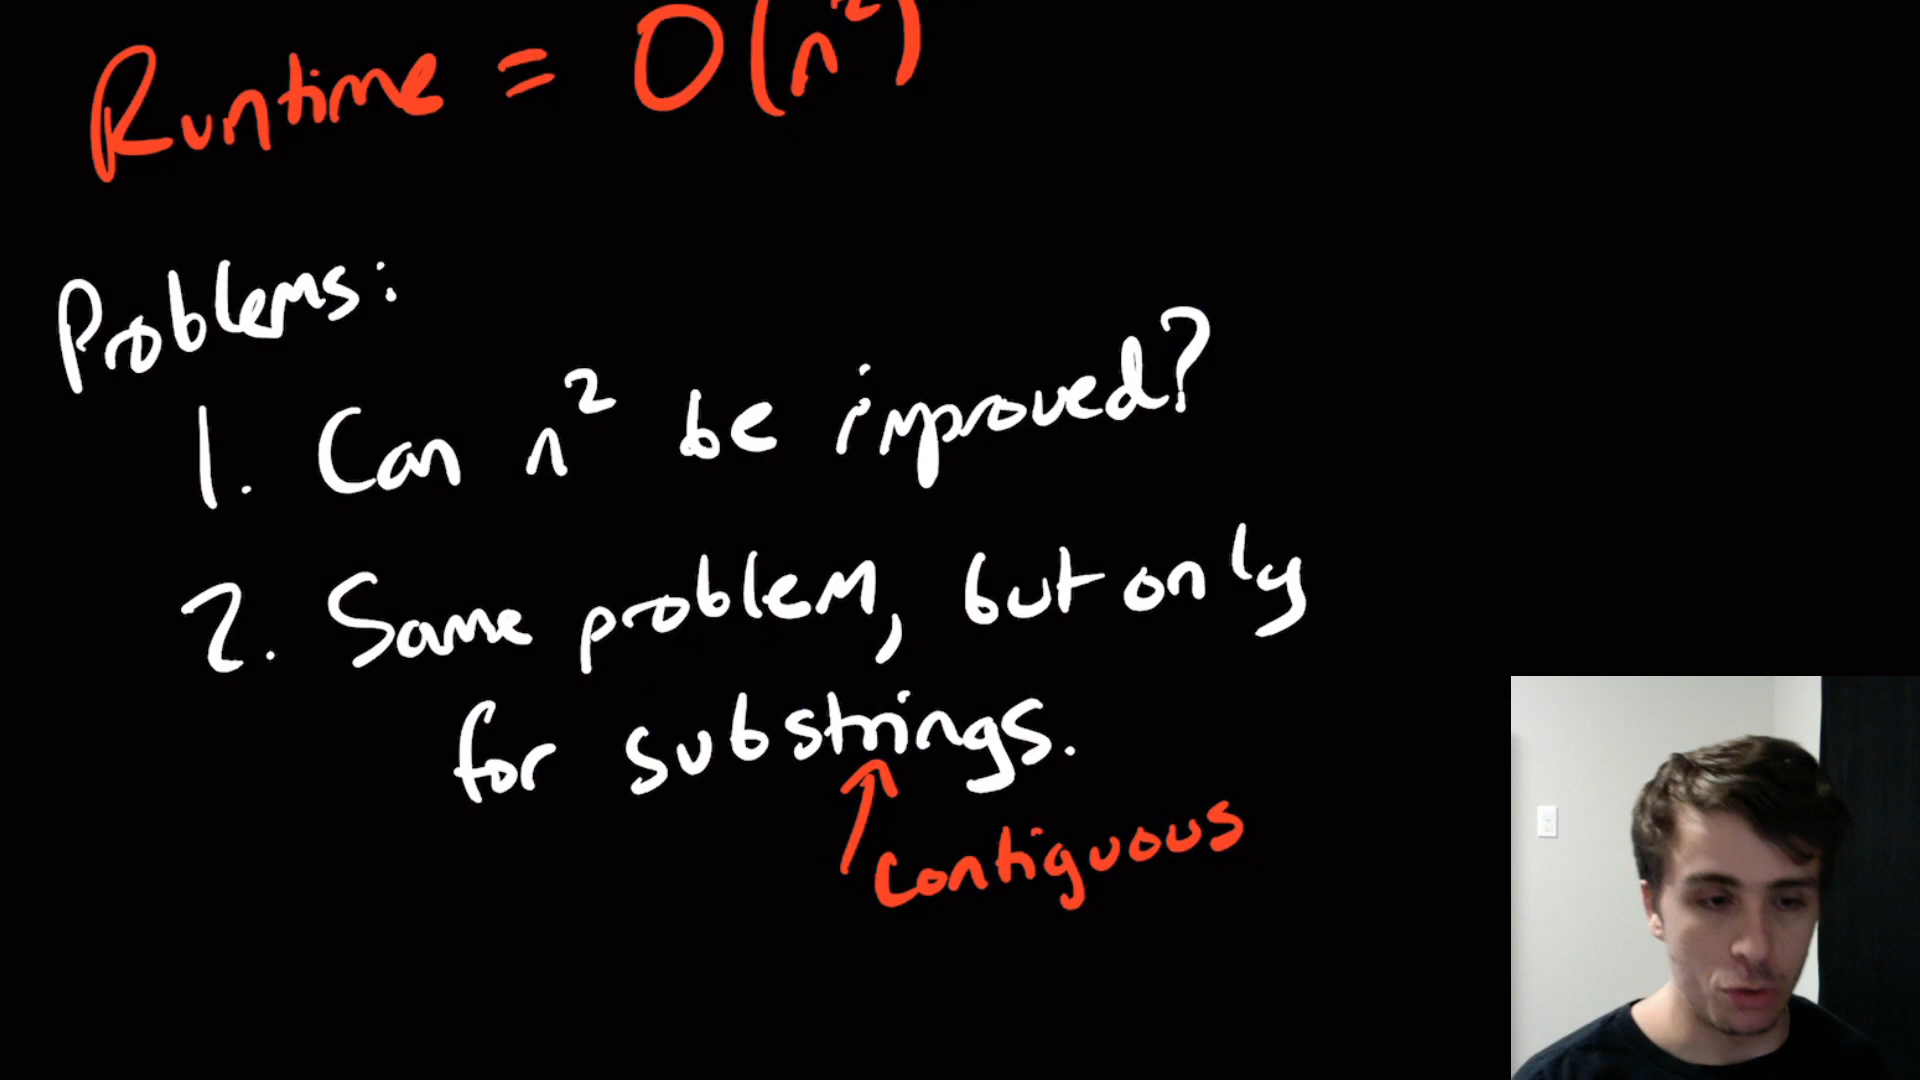 Runtime = O(n²)
Problems:
1. Can n² be improved?
2. Same problem, but only
for substrings.
contiguous